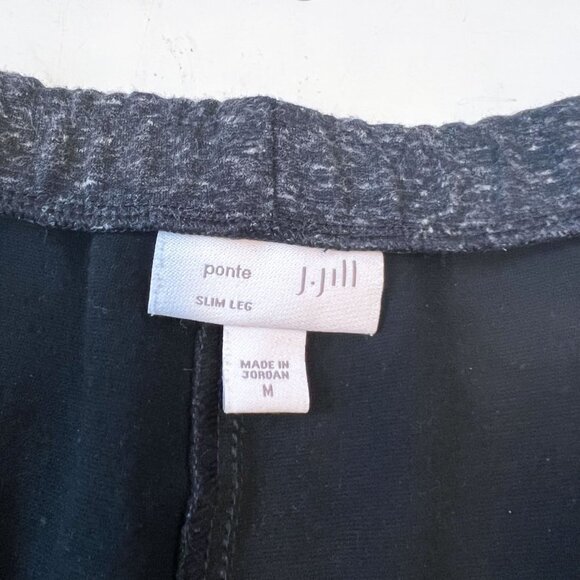 ponte J.Jill
SLIM LEG
MADE IN
JORDAN
M